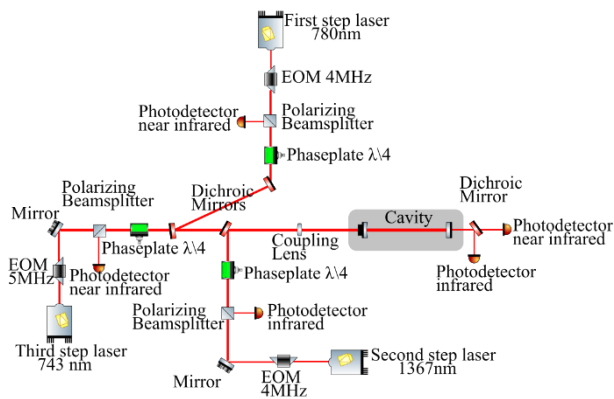 First step laser
780nm
EOM 4MHz
Photodetector
near infrared
Polarizing
Beamsplitter
Phaseplate λ\4
Dichroic
Mirrors
Polarizing
Beamsplitter
Mirror
Phaseplate λ\4
EOM
5MHz
Photodetector
near infrared
Third step laser
743 nm
Coupling
Lens
Cavity
Dichroic
Mirror
Photodetector
near infrared
Photodetector
infrared
Phaseplate λ\4
Polarizing
Beamsplitter
Photodetector
infrared
Mirror
EOM
4MHz
Second step laser
1367nm